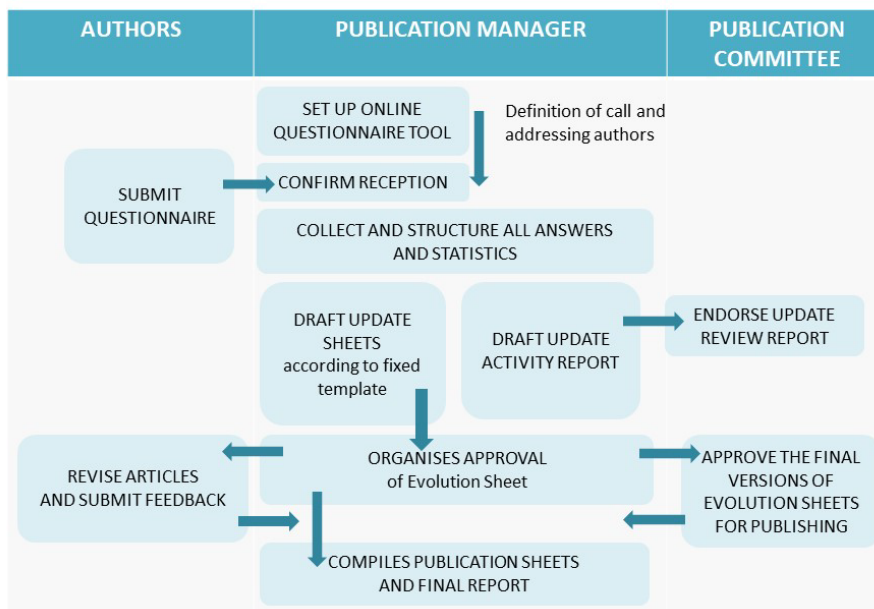 AUTHORS
PUBLICATION MANAGER
PUBLICATION
COMMITTEE
SET UP ONLINE
QUESTIONNAIRE TOOL
Definition of call and
addressing authors
SUBMIT
QUESTIONNAIRE
CONFIRM RECEPTION
COLLECT AND STRUCTURE ALL ANSWERS
AND STATISTICS
DRAFT UPDATE
SHEETS
according to fixed
template
DRAFT UPDATE
ACTIVITY REPORT
ENDORSE UPDATE
REVIEW REPORT
REVISE ARTICLES
AND SUBMIT FEEDBACK
ORGANISES APPROVAL
of Evolution Sheet
APPROVE THE FINAL
VERSIONS OF
EVOLUTION SHEETS
FOR PUBLISHING
COMPILES PUBLICATION SHEETS
AND FINAL REPORT